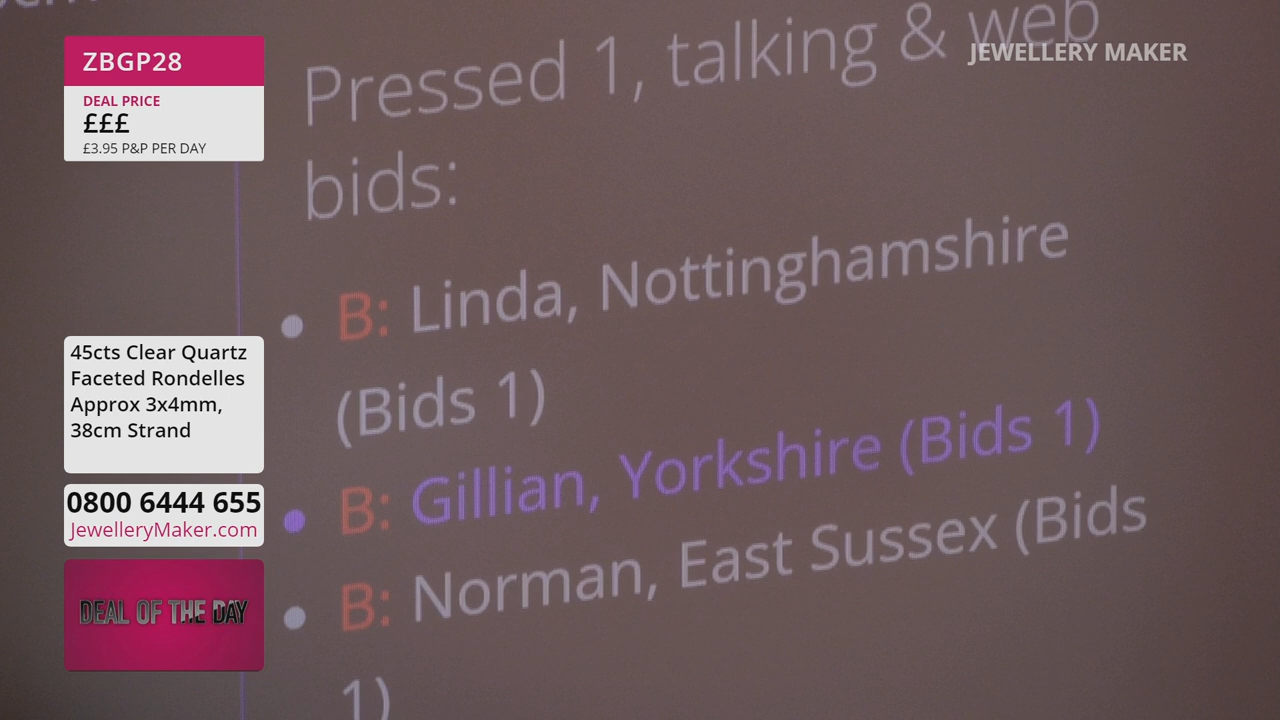 ZBGP28
DEAL PRICE
£££
£3.95 P&P PER DAY
JEWELLERY MAKER
Pressed 1, talking & web
bids:
B: Linda, Nottinghamshire
(Bids 1)
B: Gillian, Yorkshire (Bids 1)
B: Norman, East Sussex (Bids
1)
45cts Clear Quartz
Faceted Rondelles
Approx 3x4mm,
38cm Strand
0800 6444 655
JewelleryMaker.com
DEAL OF THE DAY